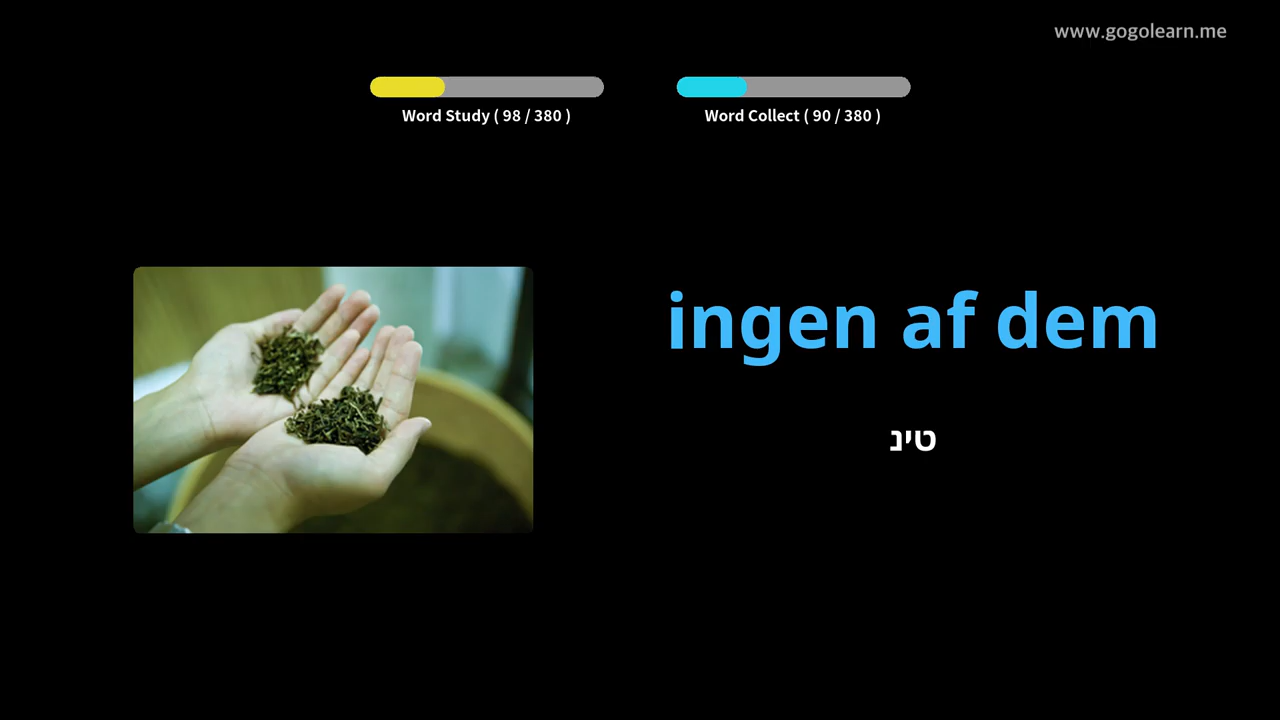 www.gogolearn.me
Word Study ( 98 / 380 )
Word Collect ( 90 / 380 )
ingen af dem
טינ